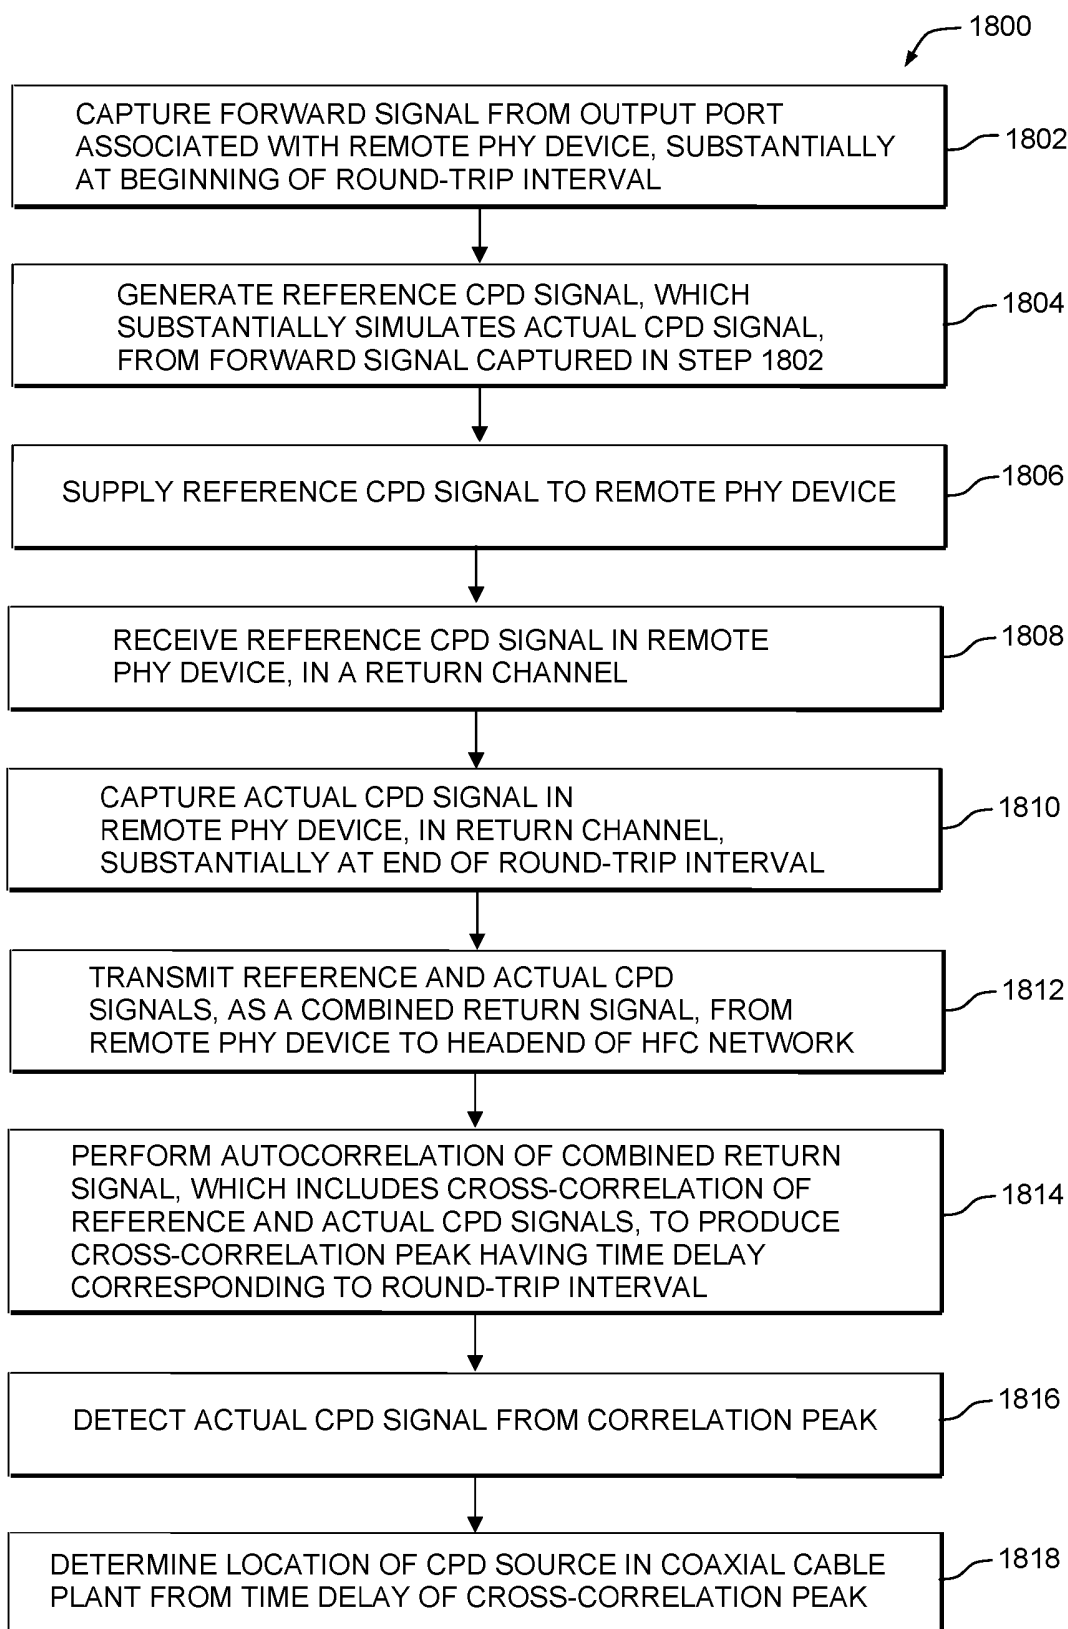 1800
CAPTURE FORWARD SIGNAL FROM OUTPUT PORT
ASSOCIATED WITH REMOTE PHY DEVICE, SUBSTANTIALLY
AT BEGINNING OF ROUND-TRIP INTERVAL
1802
GENERATE REFERENCE CPD SIGNAL, WHICH
SUBSTANTIALLY SIMULATES ACTUAL CPD SIGNAL,
FROM FORWARD SIGNAL CAPTURED IN STEP 1802
1804
SUPPLY REFERENCE CPD SIGNAL TO REMOTE PHY DEVICE
1806
RECEIVE REFERENCE CPD SIGNAL IN REMOTE
PHY DEVICE, IN A RETURN CHANNEL
1808
CAPTURE ACTUAL CPD SIGNAL IN
REMOTE PHY DEVICE, IN RETURN CHANNEL,
SUBSTANTIALLY AT END OF ROUND-TRIP INTERVAL
1810
TRANSMIT REFERENCE AND ACTUAL CPD
SIGNALS, AS A COMBINED RETURN SIGNAL, FROM
REMOTE PHY DEVICE TO HEADEND OF HFC NETWORK
1812
PERFORM AUTOCORRELATION OF COMBINED RETURN
SIGNAL, WHICH INCLUDES CROSS-CORRELATION OF
REFERENCE AND ACTUAL CPD SIGNALS, TO PRODUCE
CROSS-CORRELATION PEAK HAVING TIME DELAY
CORRESPONDING TO ROUND-TRIP INTERVAL
1814
DETECT ACTUAL CPD SIGNAL FROM CORRELATION PEAK
1816
DETERMINE LOCATION OF CPD SOURCE IN COAXIAL CABLE
PLANT FROM TIME DELAY OF CROSS-CORRELATION PEAK
1818